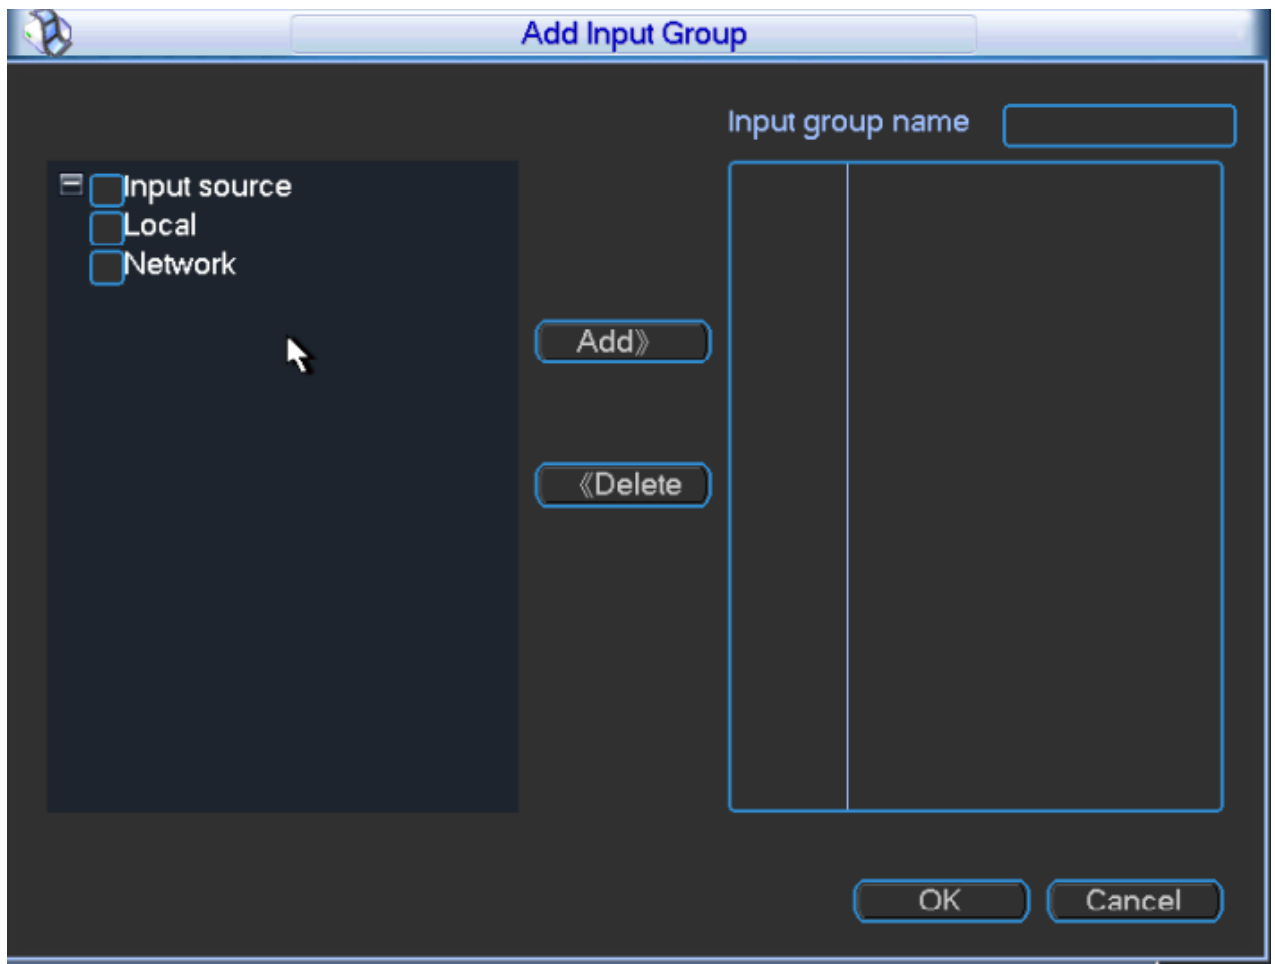 Add Input Group
Input group name
Input source
Local
Network
Add》
《Delete
OK
Cancel